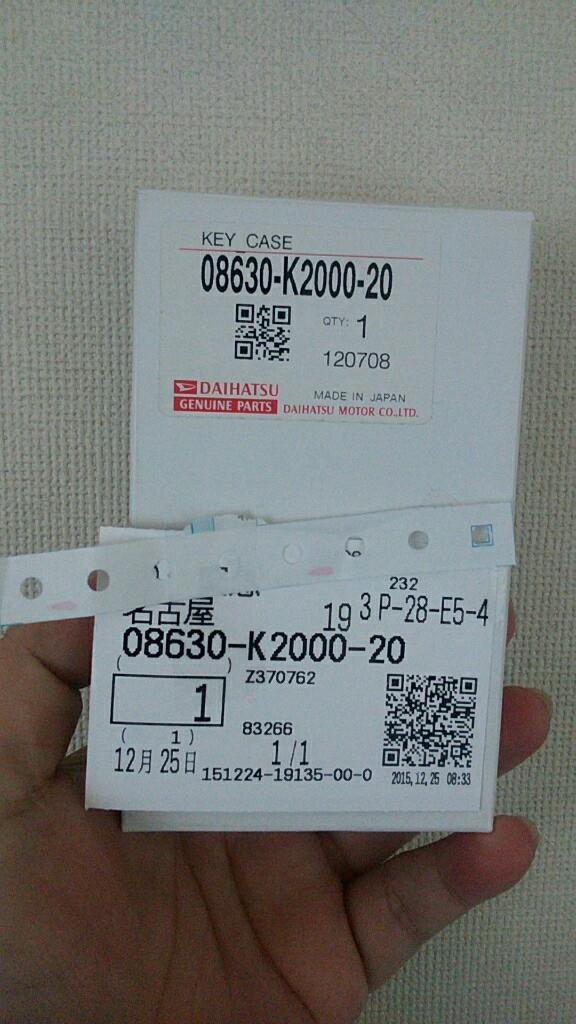 KEY CASE
08630-K2000-20
QTY: 1
120708
DAIHATSU
GENUINE PARTS
MADE IN JAPAN
DAIHATSU MOTOR CO.,LTD.
232
名古屋 19 3 P-28-E5-4
08630-K2000-20
( ) Z370762
1
( 1 ) 83266
12月25日 1/1
151224-19135-00-0
2015,12,25 08:33